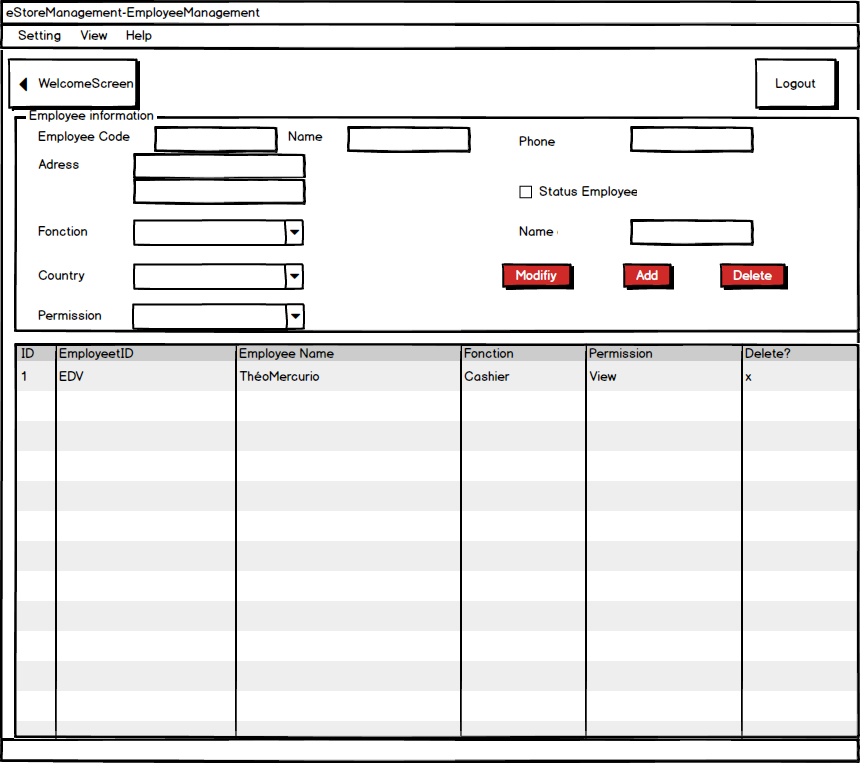 eStoreManagement-EmployeeManagement
Setting View Help
WelcomeScreen Logout
Employee information
Employee Code Name Phone
Adress
Status Employee
Fonction Name
Country Modifiy Add Delete
Permission
ID EmployeetID Employee Name Fonction Permission Delete?
1 EDV ThéoMercurio Cashier View x